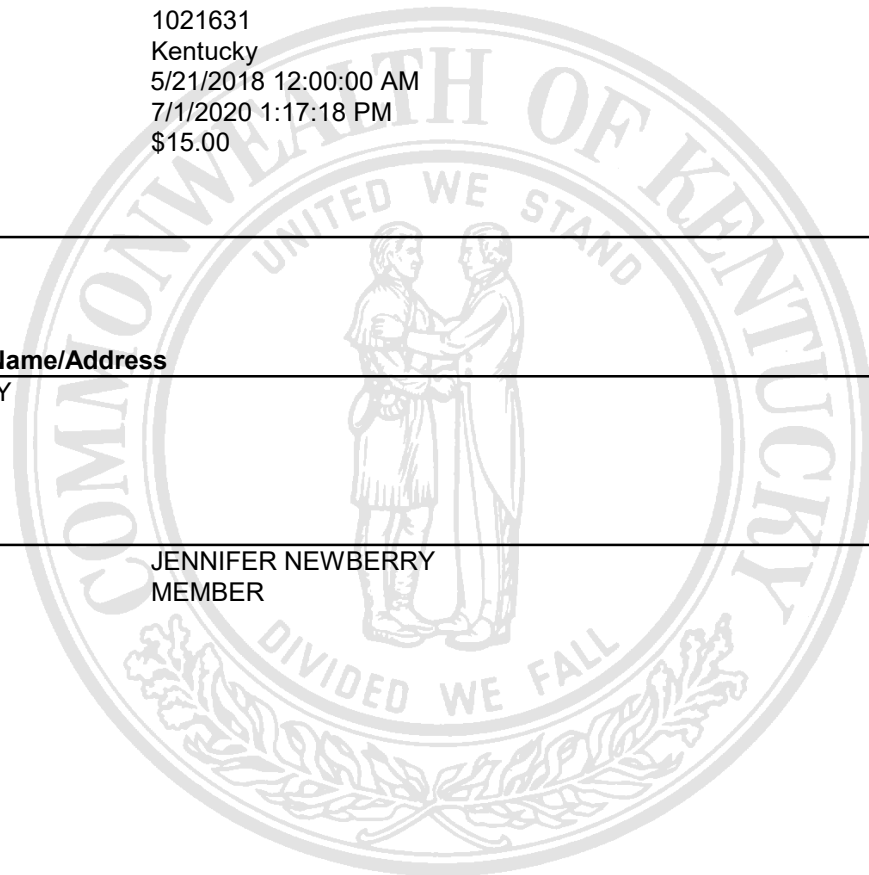 1021631
Kentucky
5/21/2018 12:00:00 AM
7/1/2020 1:17:18 PM
$15.00
COMMONWEALTH OF KENTUCKY
UNITED WE STAND
Name/Address
Y
JENNIFER NEWBERRY
MEMBER
DIVIDED WE FALL